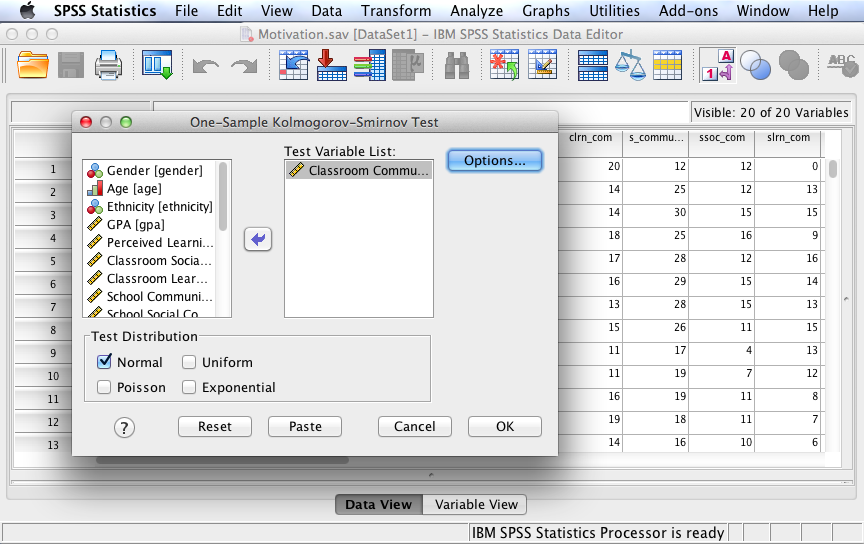 SPSS Statistics File Edit View Data Transform Analyze Graphs Utilities Add-ons Window Help
Motivation.sav [DataSet1] – IBM SPSS Statistics Data Editor
A
1
ABC
Visible: 20 of 20 Variables
One-Sample Kolmogorov-Smirnov Test
clrn_com s_commu... ssoc_com slrn_com
Test Variable List:
Options...
Gender [gender]
Age [age]
Ethnicity [ethnicity]
GPA [gpa]
Perceived Learni...
Classroom Socia...
Classroom Lear...
School Communi...
School Social Co
Classroom Commu...
1 20 12 12 0
2 14 25 12 13
3 14 30 15 15
4 18 25 16 9
5 17 28 12 16
6 16 29 15 14
7 13 28 15 13
8 15 26 11 15
9 11 17 4 13
10 11 19 7 12
11 16 19 11 8
12 19 18 11 7
13 14 16 10 6
Test Distribution
Normal Uniform
Poisson Exponential
? Reset Paste Cancel OK
Data View Variable View
IBM SPSS Statistics Processor is ready